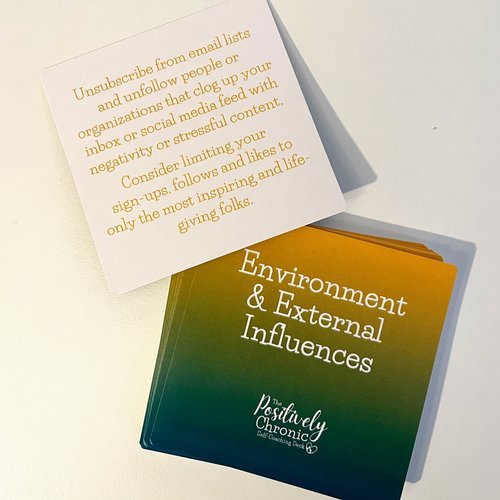 Unsubscribe from email lists
and unfollow people or
organizations that clog up your
inbox or social media feed with
negativity or stressful content.
Consider limiting your
sign-ups, follows and likes to
only the most inspiring and life-
giving folks.
Environment
& External
Influences
The
Positively
Chronic
Self-Coaching Deck